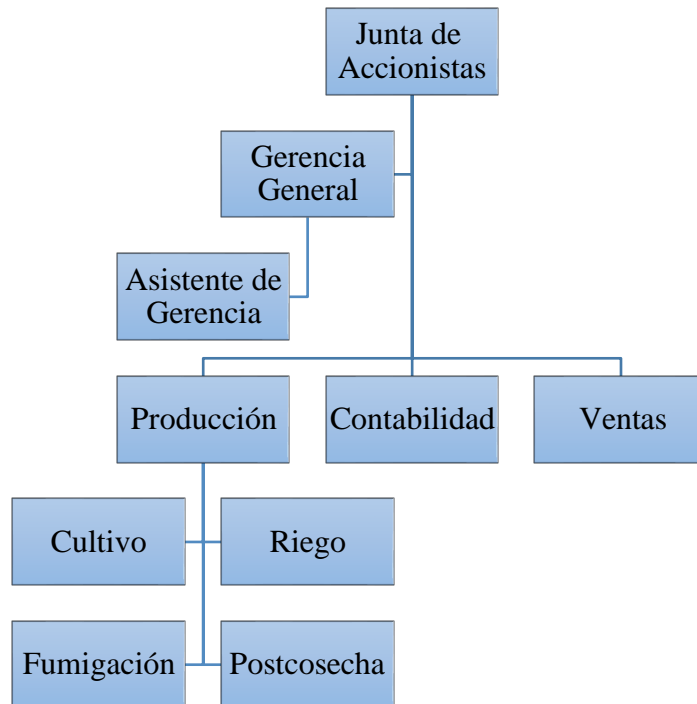 Junta de
Accionistas
Gerencia
General
Asistente de
Gerencia
Producción
Contabilidad
Ventas
Cultivo
Riego
Fumigación
Postcosecha